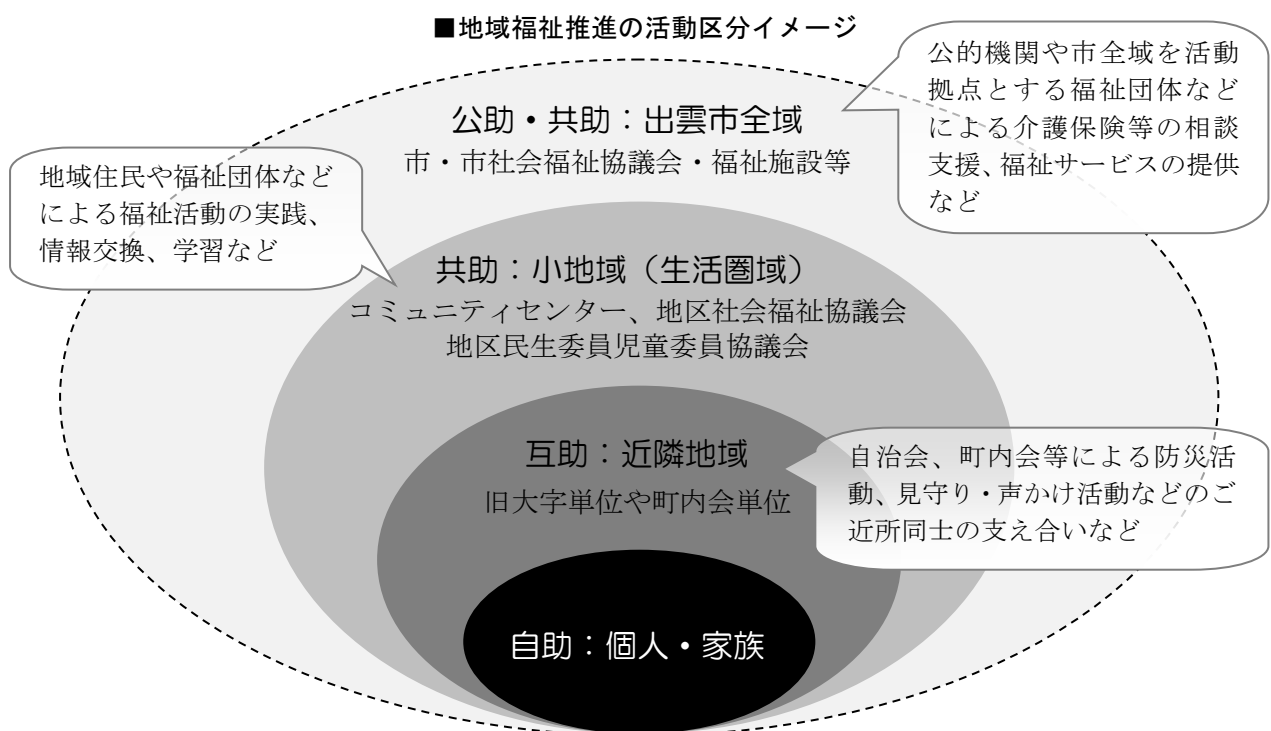 ■地域福祉推進の活動区分イメージ
公的機関や市全域を活動
拠点とする福祉団体など
による介護保険等の相談
支援、福祉サービスの提供
など
公助・共助：出雲市全域
市・市社会福祉協議会・福祉施設等
地域住民や福祉団体など
による福祉活動の実践、
情報交換、学習など
共助：小地域（生活圏域）
コミュニティセンター、地区社会福祉協議会
地区民生委員児童委員協議会
互助：近隣地域
旧大字単位や町内会単位
自治会、町内会等による防災活
動、見守り・声かけ活動などのご
近所同士の支え合いなど
自助：個人・家族